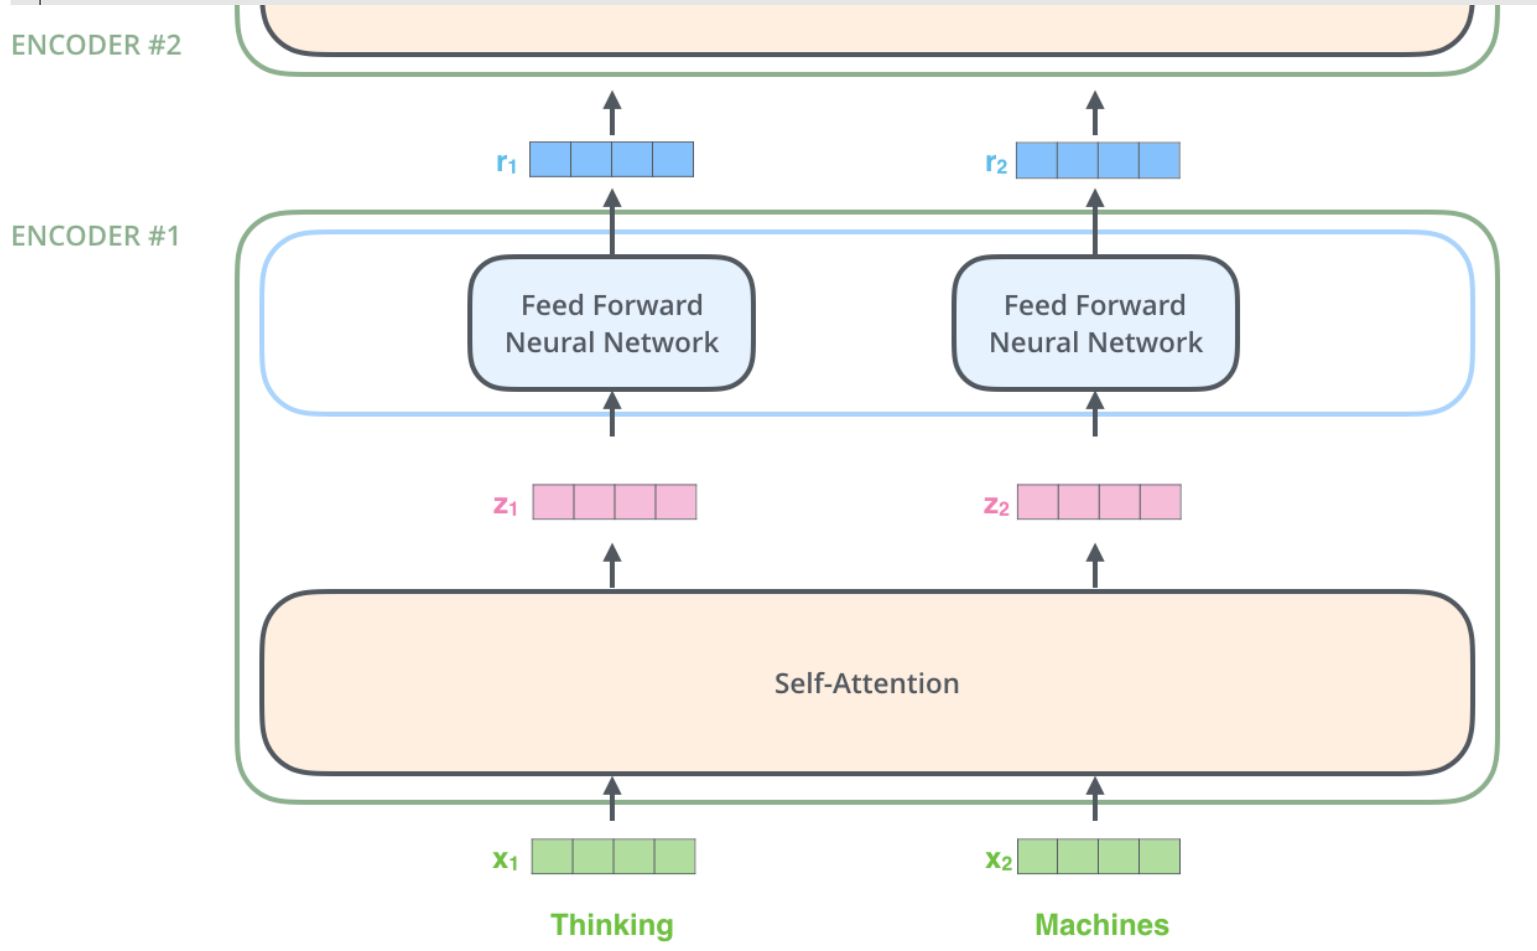 ENCODER #2
r₁
r₂
ENCODER #1
Feed Forward
Neural Network
Feed Forward
Neural Network
z₁
z₂
Self-Attention
x₁
x₂
Thinking
Machines